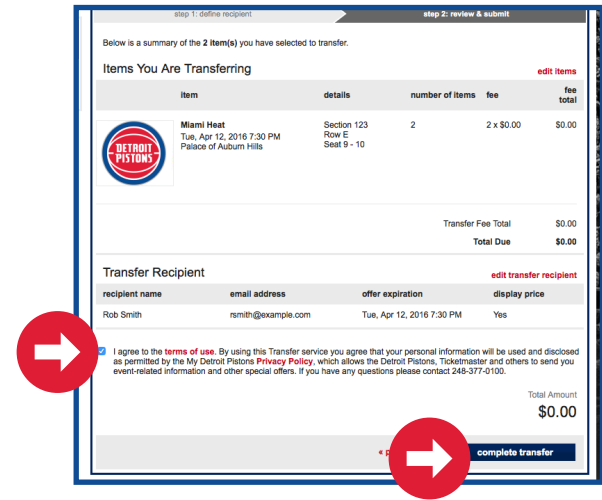 step 1: define recipient
step 2: review & submit
Below is a summary of the 2 item(s) you have selected to transfer.
Items You Are Transferring
edit items
item details number of items fee fee total
DETROIT
PISTONS
Miami Heat Section 123 2 2 x $0.00 $0.00
Tue, Apr 12, 2016 7:30 PM Row E
Palace of Auburn Hills Seat 9 - 10
Transfer Fee Total $0.00
Total Due $0.00
Transfer Recipient
edit transfer recipient
recipient name email address offer expiration display price
Rob Smith rsmith@example.com Tue, Apr 12, 2016 7:30 PM Yes
I agree to the terms of use. By using this Transfer service you agree that your personal information will be used and disclosed
as permitted by the My Detroit Pistons Privacy Policy, which allows the Detroit Pistons, Ticketmaster and others to send you
event-related information and other special offers. If you have any questions please contact 248-377-0100.
Total Amount
$0.00
complete transfer